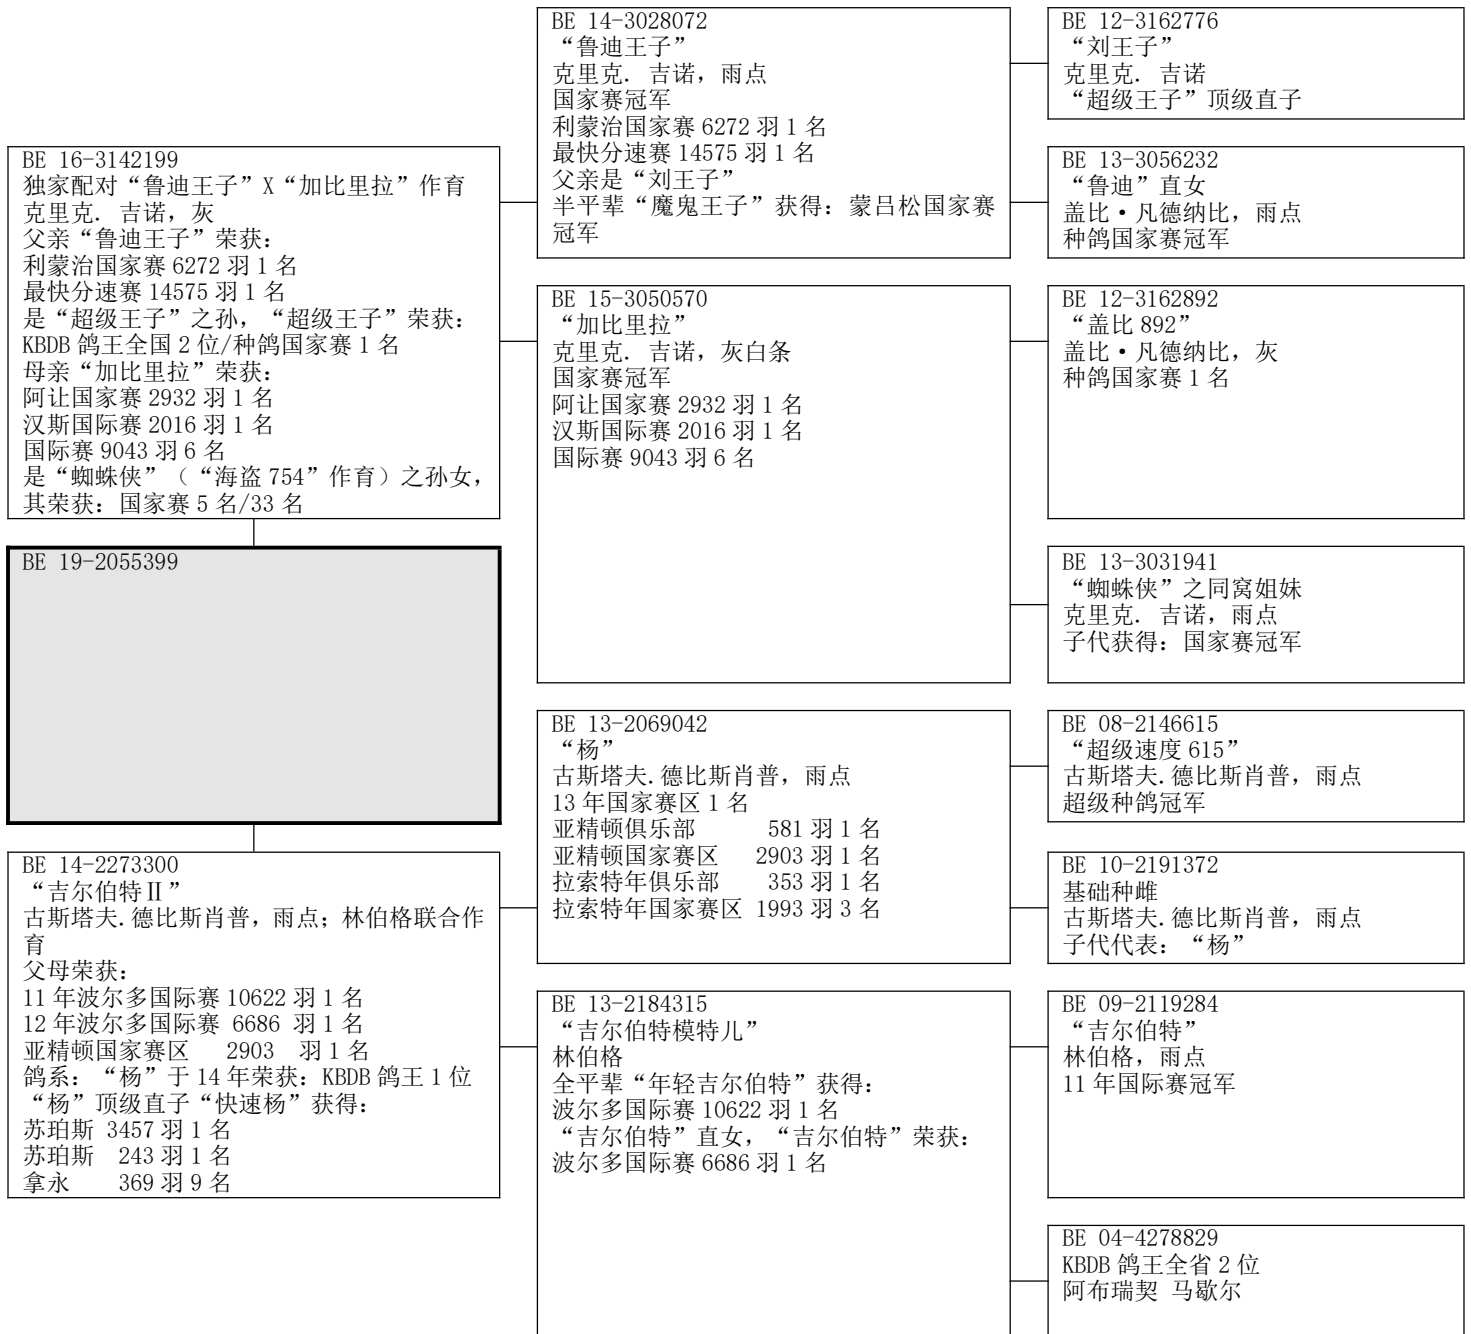 BE 16-3142199
独家配对“鲁迪王子”X“加比里拉”作育
克里克. 吉诺，灰
父亲“鲁迪王子”荣获：
利蒙治国家赛 6272 羽 1 名
最快分速赛 14575 羽 1 名
是“超级王子”之孙，“超级王子”荣获：
KBDB 鸽王全国 2 位/种鸽国家赛 1 名
母亲“加比里拉”荣获：
阿让国家赛 2932 羽 1 名
汉斯国际赛 2016 羽 1 名
国际赛 9043 羽 6 名
是“蜘蛛侠”（“海盗 754”作育）之孙女，
其荣获：国家赛 5 名/33 名
BE 19-2055399
BE 14-2273300
“吉尔伯特Ⅱ”
古斯塔夫.德比斯肖普，雨点；林伯格联合作
育
父母荣获：
11 年波尔多国际赛 10622 羽 1 名
12 年波尔多国际赛 6686 羽 1 名
亚精顿国家赛区 2903 羽 1 名
鸽系：“杨”于 14 年荣获：KBDB 鸽王 1 位
“杨”顶级直子“快速杨”获得：
苏珀斯 3457 羽 1 名
苏珀斯 243 羽 1 名
拿永 369 羽 9 名
BE 14-3028072
“鲁迪王子”
克里克. 吉诺，雨点
国家赛冠军
利蒙治国家赛 6272 羽 1 名
最快分速赛 14575 羽 1 名
父亲是“刘王子”
半平辈“魔鬼王子”获得：蒙吕松国家赛
冠军
BE 15-3050570
“加比里拉”
克里克. 吉诺，灰白条
国家赛冠军
阿让国家赛 2932 羽 1 名
汉斯国际赛 2016 羽 1 名
国际赛 9043 羽 6 名
BE 13-2069042
“杨”
古斯塔夫.德比斯肖普，雨点
13 年国家赛区 1 名
亚精顿俱乐部 581 羽 1 名
亚精顿国家赛区 2903 羽 1 名
拉索特年俱乐部 353 羽 1 名
拉索特年国家赛区 1993 羽 3 名
BE 13-2184315
“吉尔伯特模特儿”
林伯格
全平辈“年轻吉尔伯特”获得：
波尔多国际赛 10622 羽 1 名
“吉尔伯特”直女，“吉尔伯特”荣获：
波尔多国际赛 6686 羽 1 名
BE 12-3162776
“刘王子”
克里克. 吉诺
“超级王子”顶级直子
BE 13-3056232
“鲁迪”直女
盖比·凡德纳比，雨点
种鸽国家赛冠军
BE 12-3162892
“盖比 892”
盖比·凡德纳比，灰
种鸽国家赛 1 名
BE 13-3031941
“蜘蛛侠”之同窝姐妹
克里克. 吉诺，雨点
子代获得：国家赛冠军
BE 08-2146615
“超级速度 615”
古斯塔夫.德比斯肖普，雨点
超级种鸽冠军
BE 10-2191372
基础种雌
古斯塔夫.德比斯肖普，雨点
子代代表：“杨”
BE 09-2119284
“吉尔伯特”
林伯格，雨点
11 年国际赛冠军
BE 04-4278829
KBDB 鸽王全省 2 位
阿布瑞契 马歇尔